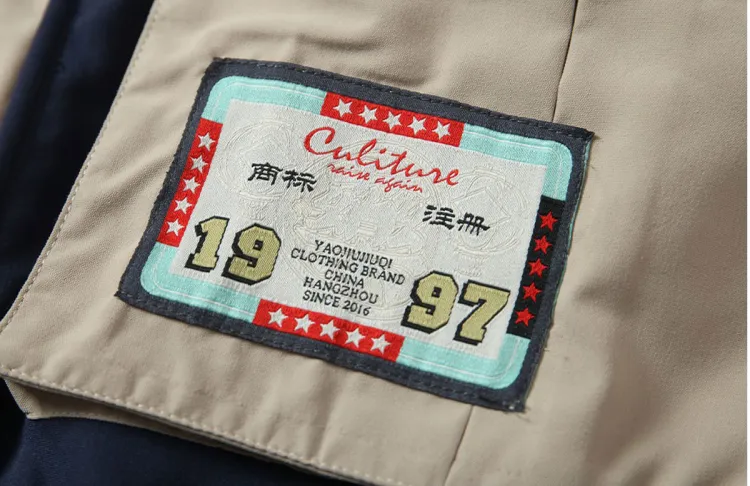 Culiture
raise again
商标 注册
19 97
YAOJIUJIUQI
CLOTHING BRAND
CHINA
HANGZHOU
SINCE 2016